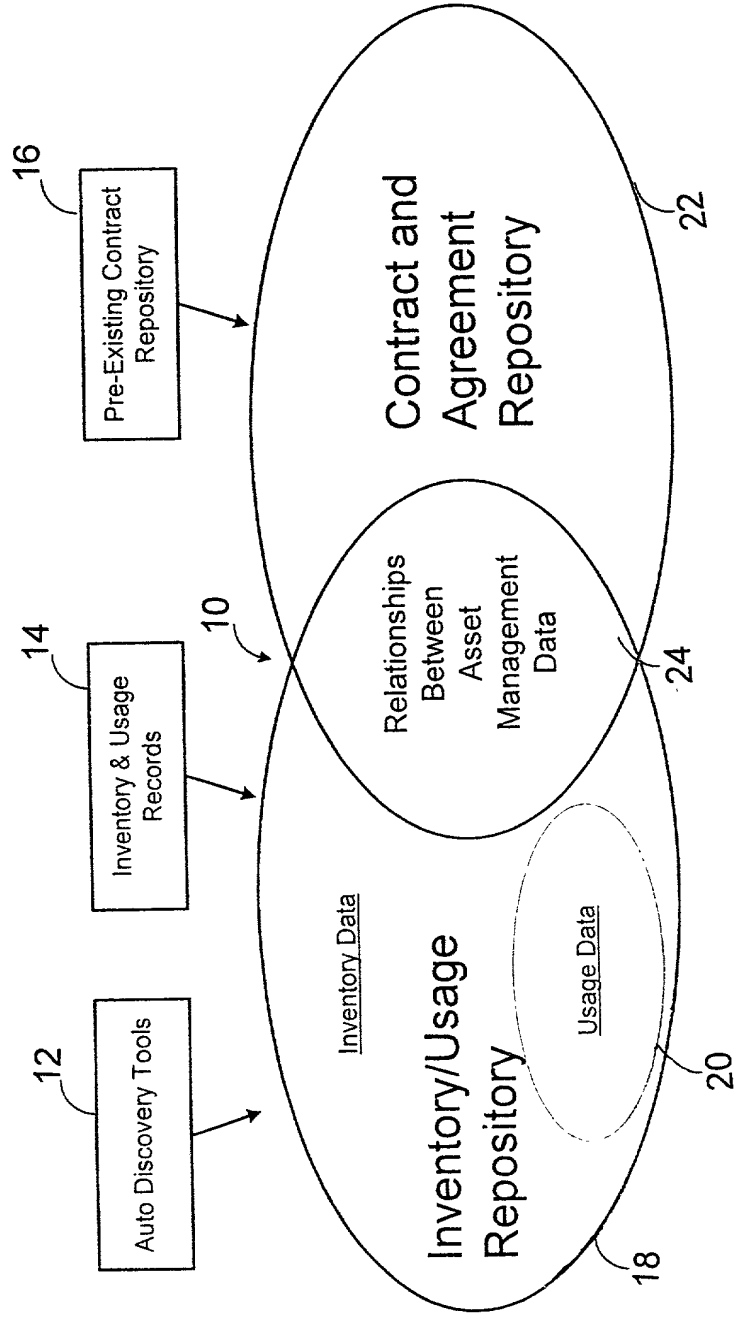 12
Auto Discovery Tools
14
Inventory & Usage
Records
16
Pre-Existing Contract
Repository
10
Inventory Data
Inventory/Usage
Repository
Usage Data
Relationships
Between
Asset
Management
Data
Contract and
Agreement
Repository
18
20
24
22